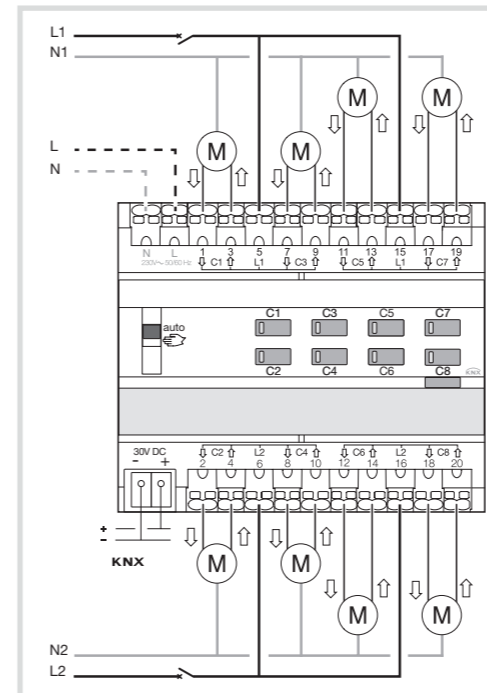 L1
N1
M M
M M
L
N
N L 1 3 5 7 9 11 13 15 17 19
230V~ 50/60 Hz C1 L1 C3 C5 L1 C7
auto
C1 C3 C5 C7
C2 C4 C6 C8
KNX
30V DC C2 L2 C4 C6 L2 C8
- + 2 4 6 8 10 12 14 16 18 20
+
-
KNX
M M
M M
N2
L2